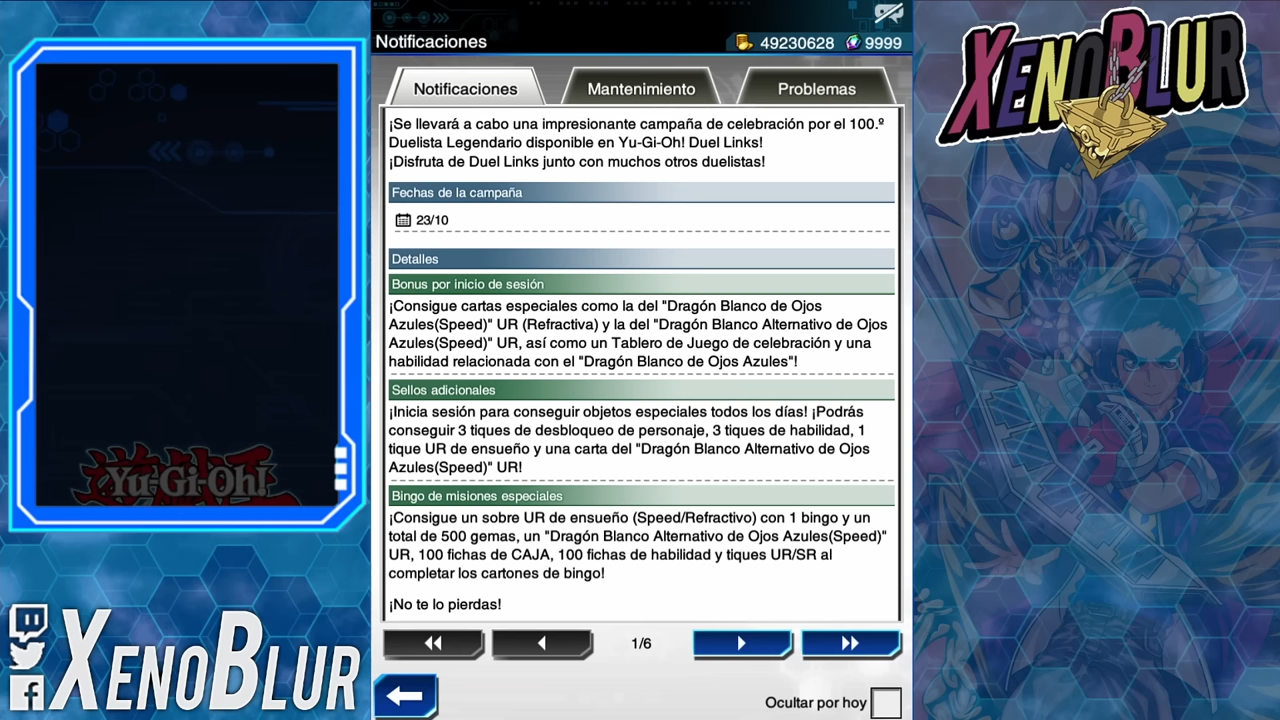 Notificaciones
49230628
9999
Notificaciones
Mantenimiento
Problemas
¡Se llevará a cabo una impresionante campaña de celebración por el 100.º
Duelista Legendario disponible en Yu-Gi-Oh! Duel Links!
¡Disfruta de Duel Links junto con muchos otros duelistas!
Fechas de la campaña
23/10
Detalles
Bonus por inicio de sesión
¡Consigue cartas especiales como la del "Dragón Blanco de Ojos
Azules(Speed)" UR (Refractiva) y la del "Dragón Blanco Alternativo de Ojos
Azules(Speed)" UR, así como un Tablero de Juego de celebración y una
habilidad relacionada con el "Dragón Blanco de Ojos Azules"!
Sellos adicionales
¡Inicia sesión para conseguir objetos especiales todos los días! ¡Podrás
conseguir 3 tiques de desbloqueo de personaje, 3 tiques de habilidad, 1
tique UR de ensueño y una carta del "Dragón Blanco Alternativo de Ojos
Azules(Speed)" UR!
Bingo de misiones especiales
¡Consigue un sobre UR de ensueño (Speed/Refractivo) con 1 bingo y un
total de 500 gemas, un "Dragón Blanco Alternativo de Ojos Azules(Speed)"
UR, 100 fichas de CAJA, 100 fichas de habilidad y tiques UR/SR al
completar los cartones de bingo!
¡No te lo pierdas!
1/6
Ocultar por hoy
Yu-Gi-Oh!
XENOBLUR
XENOBLUR